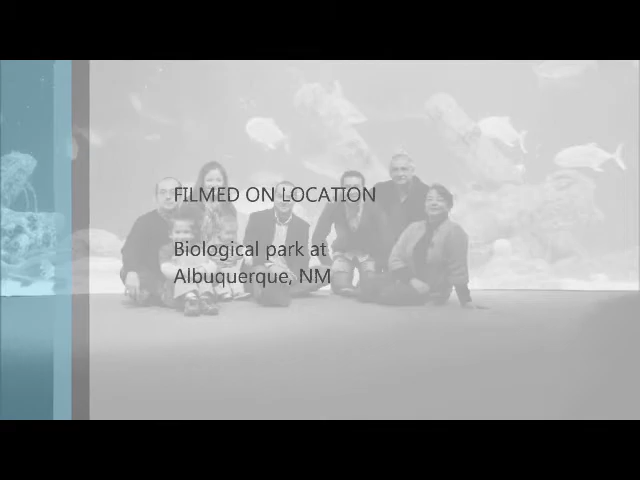 FILMED ON LOCATION
Biological park at
Albuquerque, NM